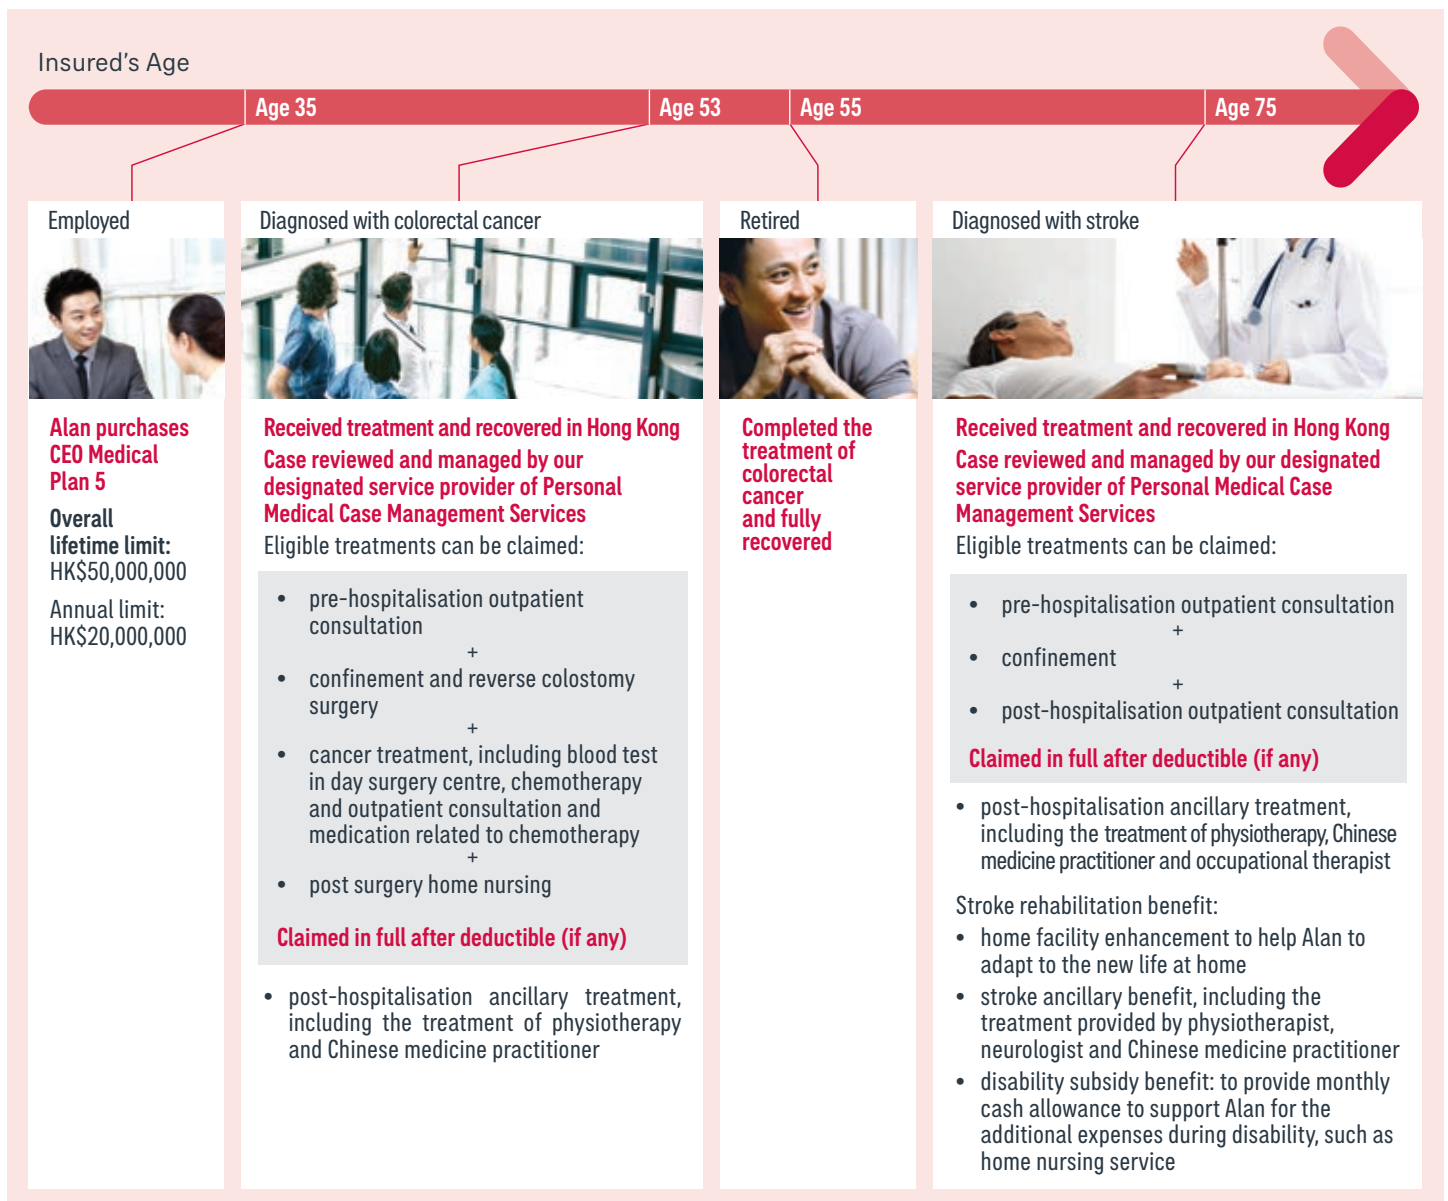 Insured's Age
Age 35
Age 53
Age 55
Age 75
Employed
Alan purchases
CEO Medical
Plan 5
Overall
lifetime limit:
HK$50,000,000
Annual limit:
HK$20,000,000
Diagnosed with colorectal cancer
Received treatment and recovered in Hong Kong
Case reviewed and managed by our
designated service provider of Personal
Medical Case Management Services
Eligible treatments can be claimed:
• pre-hospitalisation outpatient
consultation
+
• confinement and reverse colostomy
surgery
+
• cancer treatment, including blood test
in day surgery centre, chemotherapy
and outpatient consultation and
medication related to chemotherapy
+
• post surgery home nursing
Claimed in full after deductible (if any)
• post-hospitalisation ancillary treatment,
including the treatment of physiotherapy
and Chinese medicine practitioner
Retired
Completed the
treatment of
colorectal
cancer
and fully
recovered
Diagnosed with stroke
Received treatment and recovered in Hong Kong
Case reviewed and managed by our designated
service provider of Personal Medical Case
Management Services
Eligible treatments can be claimed:
• pre-hospitalisation outpatient consultation
+
• confinement
+
• post-hospitalisation outpatient consultation
Claimed in full after deductible (if any)
• post-hospitalisation ancillary treatment,
including the treatment of physiotherapy, Chinese
medicine practitioner and occupational therapist
Stroke rehabilitation benefit:
• home facility enhancement to help Alan to
adapt to the new life at home
• stroke ancillary benefit, including the
treatment provided by physiotherapist,
neurologist and Chinese medicine practitioner
• disability subsidy benefit: to provide monthly
cash allowance to support Alan for the
additional expenses during disability, such as
home nursing service